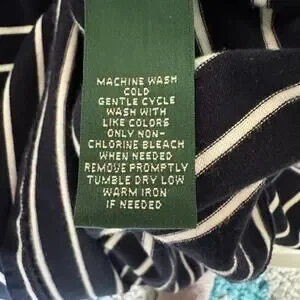 MACHINE WASH
COLD
GENTLE CYCLE
WASH WITH
LIKE COLORS
ONLY NON-
CHLORINE BLEACH
WHEN NEEDED
REMOVE PROMPTLY
TUMBLE DRY LOW
WARM IRON
IF NEEDED